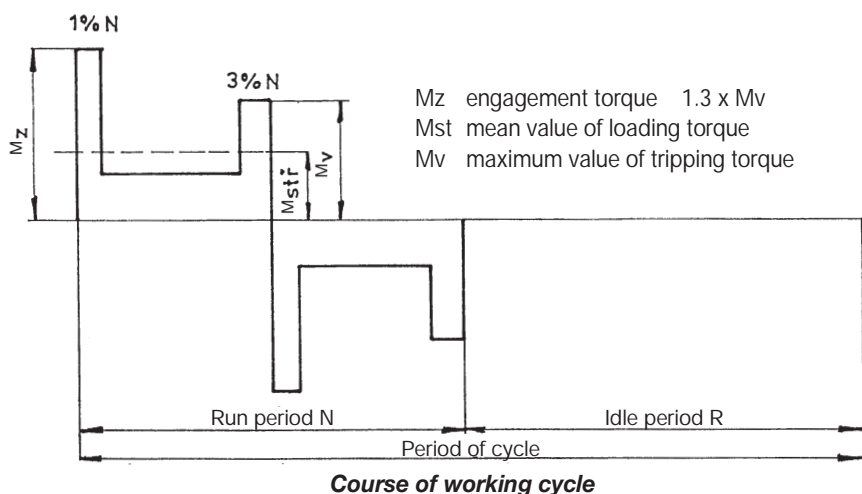 1% N
3% N
Mz engagement torque 1.3 x Mv
Mst mean value of loading torque
Mv maximum value of tripping torque
Mz
Mstř
Mv
Run period N
Idle period R
Period of cycle
Course of working cycle